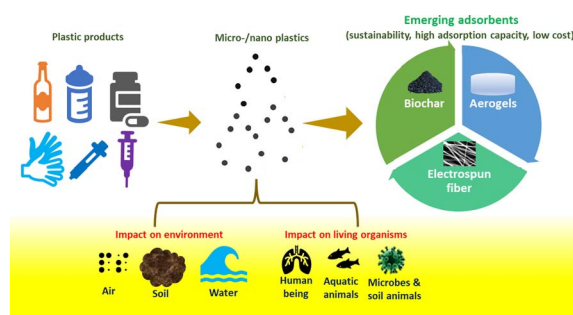 Plastic products
Micro-/nano plastics
Emerging adsorbents
(sustainability, high adsorption capacity, low cost)
Biochar
Aerogels
Electrospun
fiber
Impact on environment
Impact on living organisms
Air
Soil
Water
Human
being
Aquatic
animals
Microbes &
soil animals